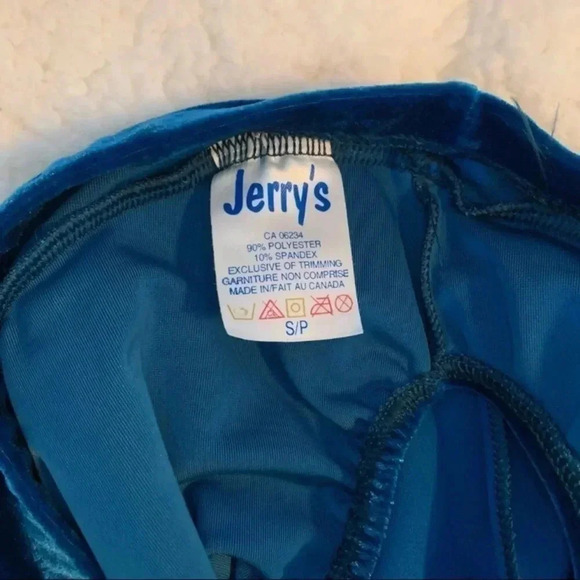 Jerry's
CA 06234
90% POLYESTER
10% SPANDEX
EXCLUSIVE OF TRIMMING
GARNITURE NON COMPRISE
MADE IN/FAIT AU CANADA
S/P